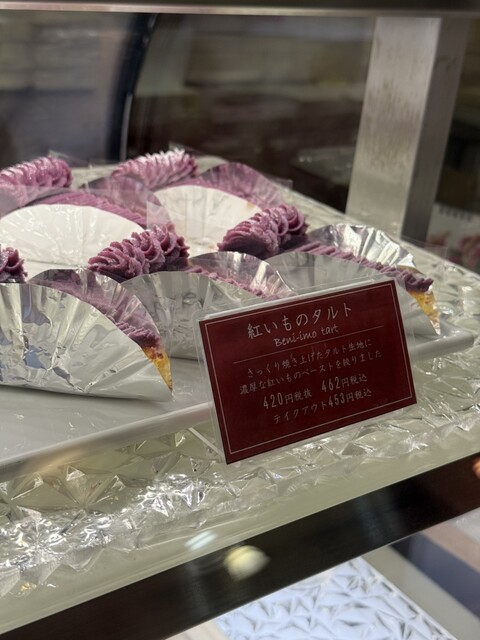 紅いものタルト
Beni-imo tart
さっくり焼き上げたタルト生地に
濃厚な紅いものペーストを絞りました
420円税抜 462円税込
テイクアウト453円税込